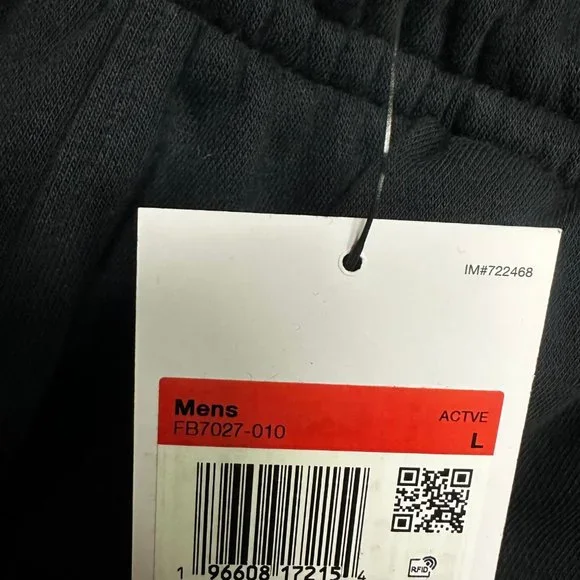 IM#722468
Mens
FB7027-010
ACTVE
L
1 96608 17215 4
RFID